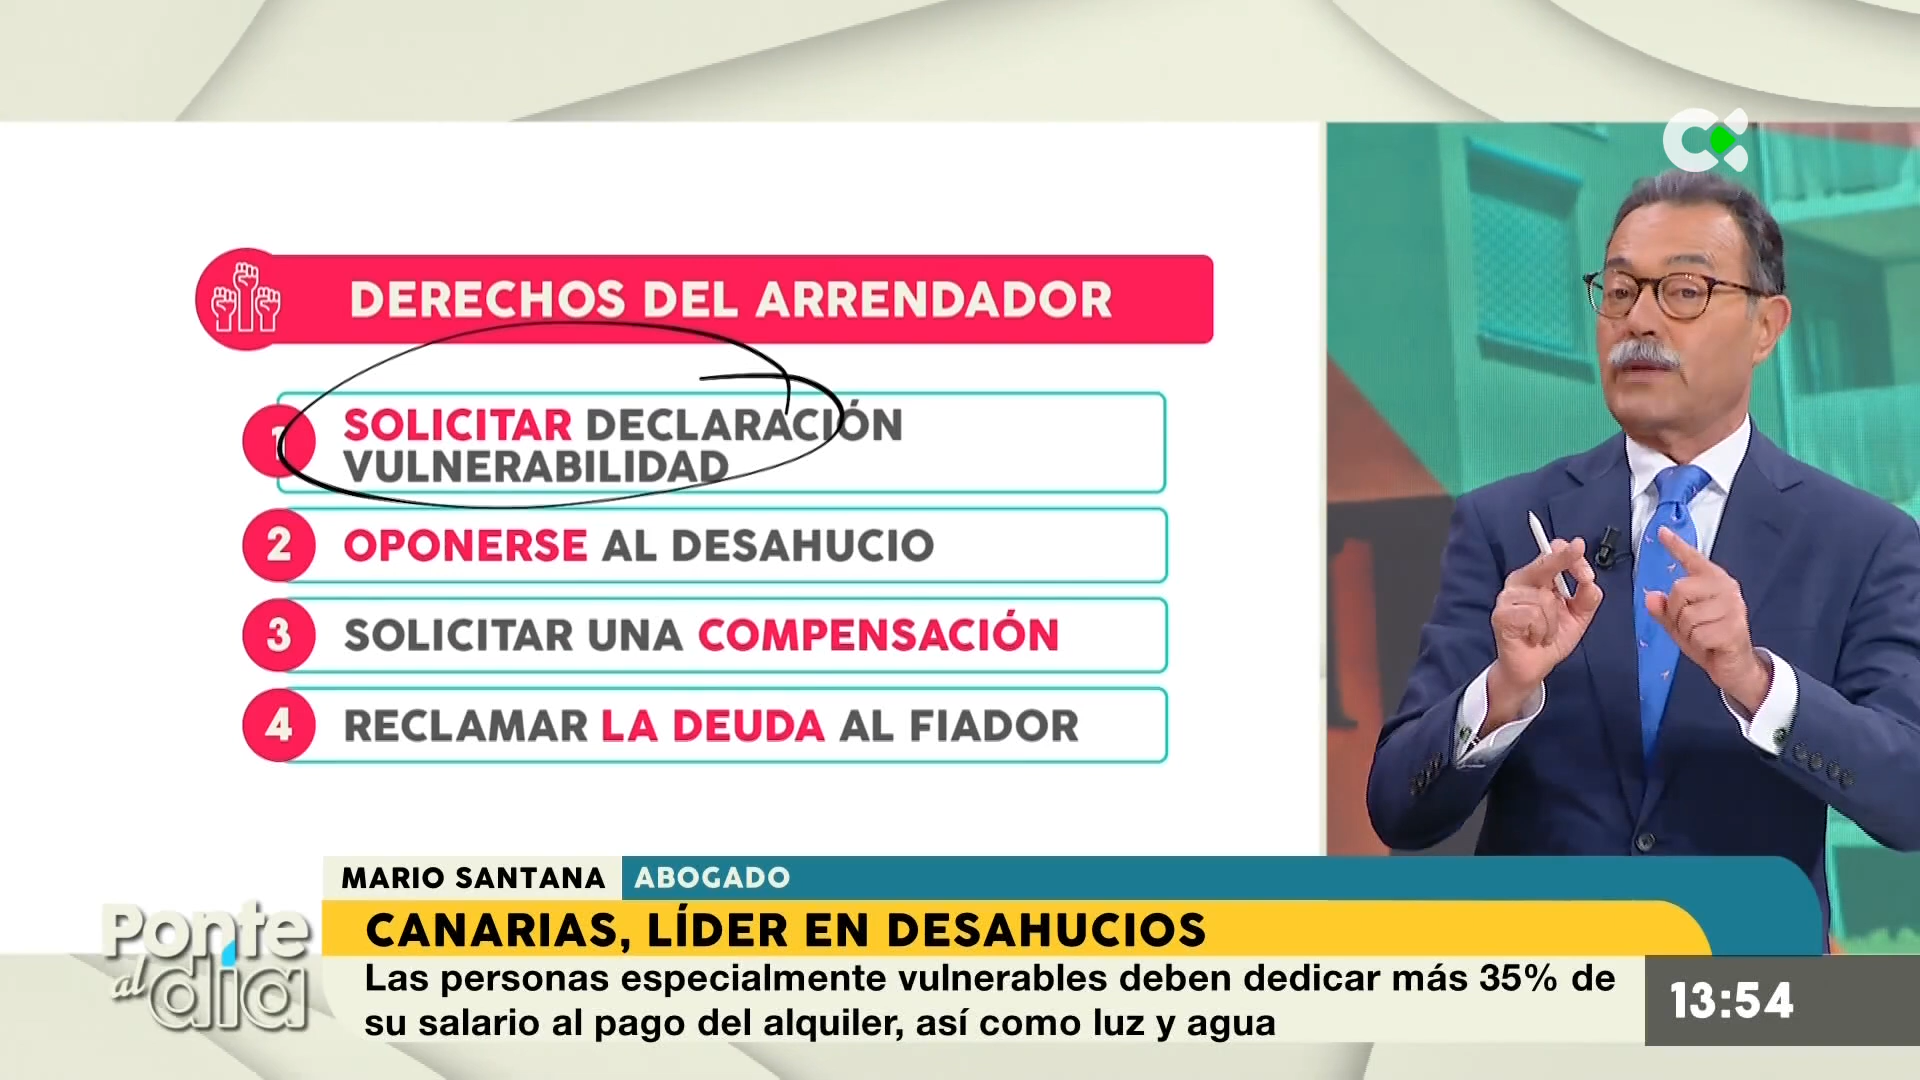 DERECHOS DEL ARRENDADOR
1
SOLICITAR DECLARACIÓN
VULNERABILIDAD
2
OPONERSE AL DESAHUCIO
3
SOLICITAR UNA COMPENSACIÓN
4
RECLAMAR LA DEUDA AL FIADOR
MARIO SANTANA ABOGADO
CANARIAS, LÍDER EN DESAHUCIOS
Las personas especialmente vulnerables deben dedicar más 35% de
su salario al pago del alquiler, así como luz y agua
Ponte
al día
13:54